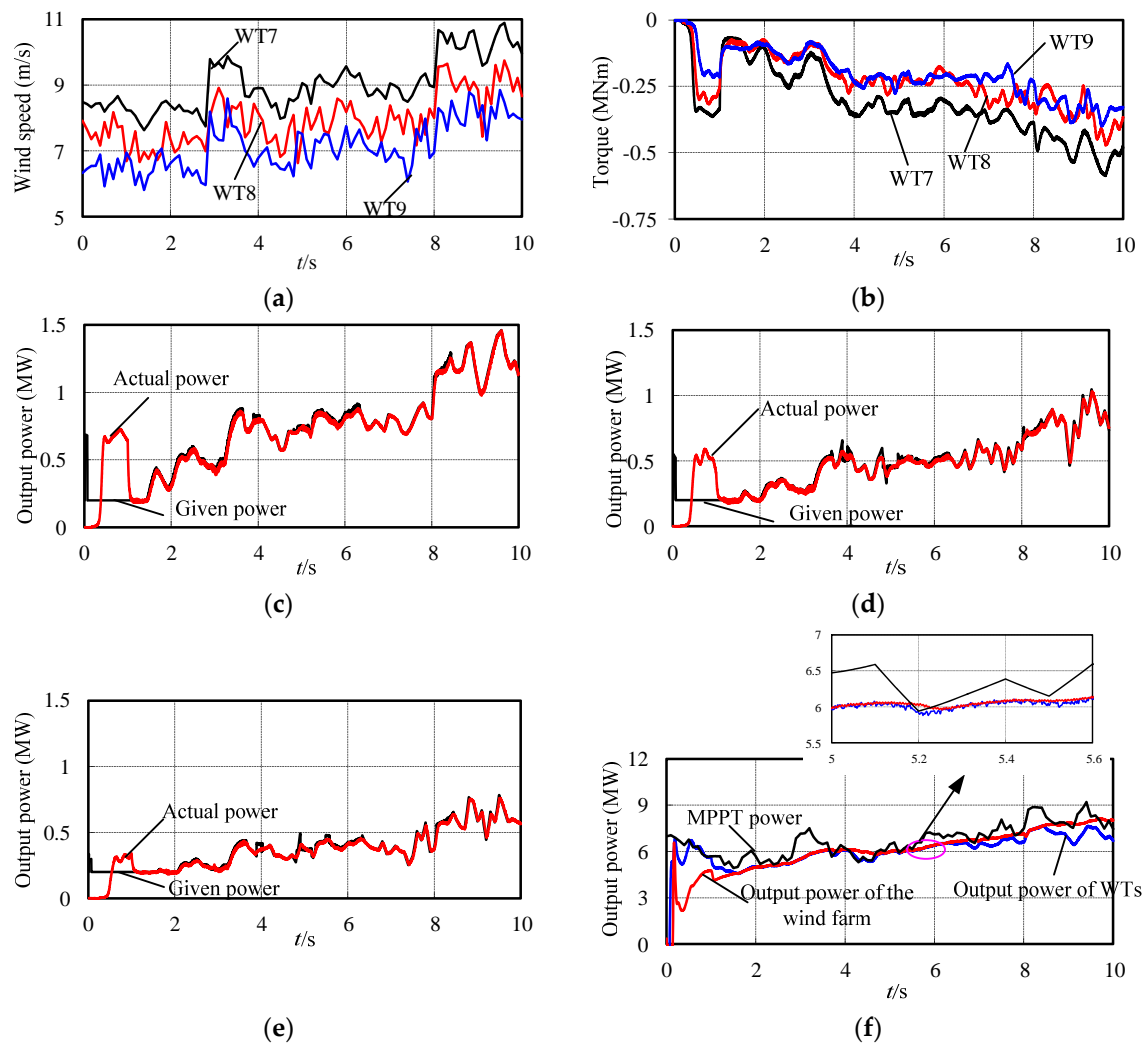 11
9
7
5
Wind speed (m/s)
WT7
WT8
WT9
0 2 4 6 8 10
t/s
(a)
0
-0.25
-0.5
-0.75
Torque (MNm)
WT9
WT7
WT8
0 2 4 6 8 10
t/s
(b)
1.5
1
0.5
0
Output power (MW)
Actual power
Given power
0 2 4 6 8 10
t/s
(c)
1.5
1
0.5
0
Output power (MW)
Actual power
Given power
0 2 4 6 8 10
t/s
(d)
1.5
1
0.5
0
Output power (MW)
Actual power
Given power
0 2 4 6 8 10
t/s
(e)
7
6.5
6
5.5
5 5.2 5.4 5.6
12
9
6
3
0
Output power (MW)
MPPT power
Output power of the
wind farm
Output power of WTs
0 2 4 6 8 10
t/s
(f)